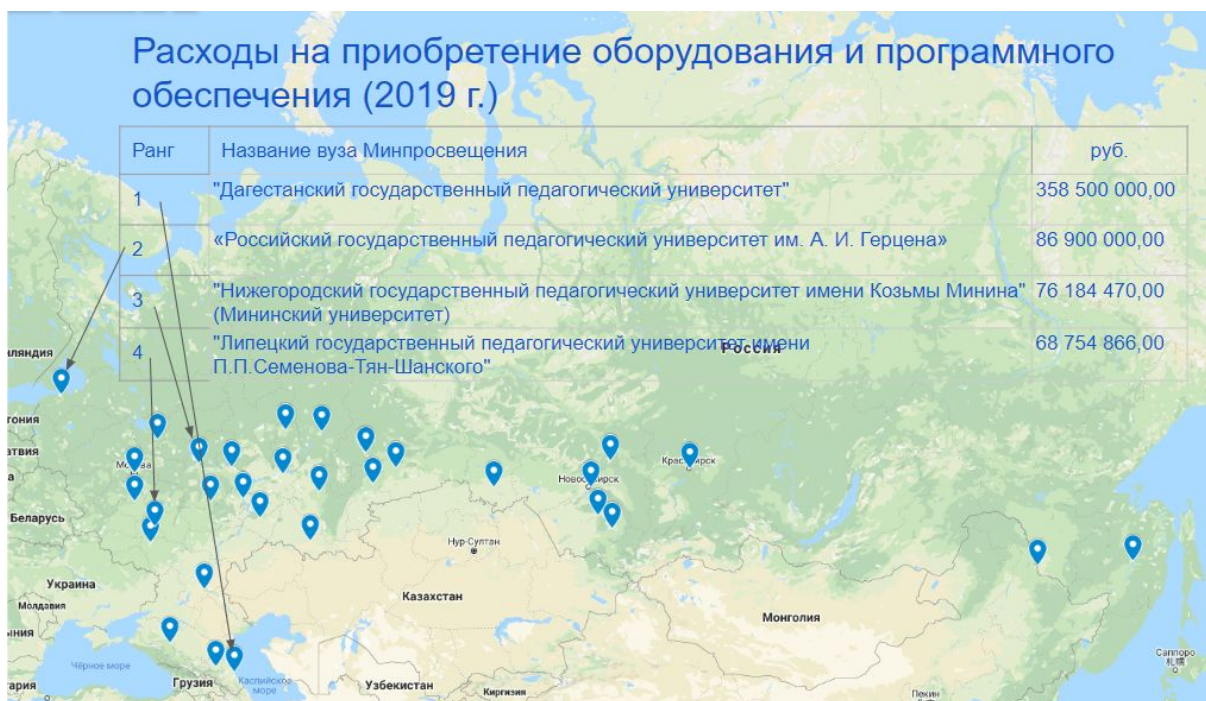 Расходы на приобретение оборудования и программного
обеспечения (2019 г.)
Ранг Название вуза Минпросвещения руб.
1 "Дагестанский государственный педагогический университет" 358 500 000,00
2 «Российский государственный педагогический университет им. А. И. Герцена» 86 900 000,00
3 "Нижегородский государственный педагогический университет имени Козьмы Минина" 76 184 470,00
(Мининский университет)
4 "Липецкий государственный педагогический университет имени 68 754 866,00
П.П.Семенова-Тян-Шанского"
Россия
Беларусь
Нур-Султан
Украина
Казахстан
Молдавия
Монголия
Чёрное море
Грузия
Каспийское
море
Узбекистан
Киргизия
Пекин
Саппоро
札幌